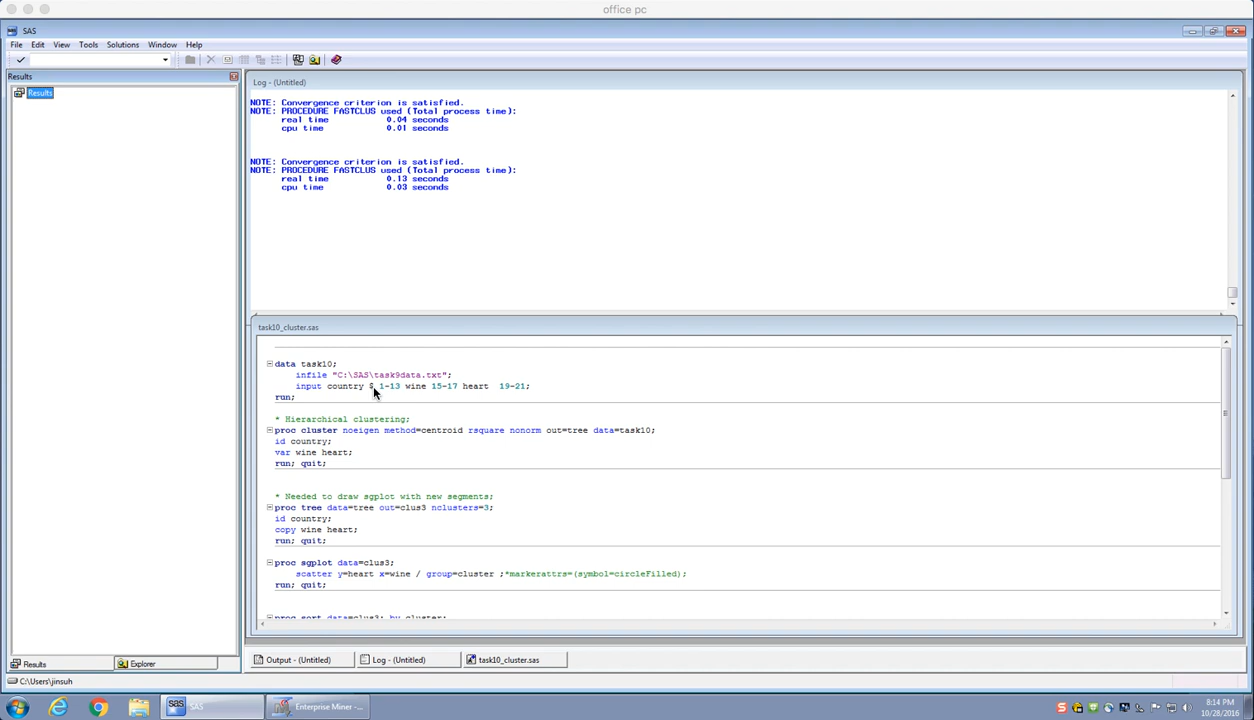 office pc
SAS
File Edit View Tools Solutions Window Help
Results
Results
Log - (Untitled)
NOTE: Convergence criterion is satisfied.
NOTE: PROCEDURE FASTCLUS used (Total process time):
real time 0.04 seconds
cpu time 0.01 seconds
NOTE: Convergence criterion is satisfied.
NOTE: PROCEDURE FASTCLUS used (Total process time):
real time 0.13 seconds
cpu time 0.03 seconds
task10_cluster.sas
data task10;
infile "C:\SAS\task9data.txt";
input country $ 1-13 wine 15-17 heart 19-21;
run;
* Hierarchical clustering;
proc cluster noeigen method=centroid rsquare nonorm out=tree data=task10;
id country;
var wine heart;
run; quit;
* Needed to draw sgplot with new segments;
proc tree data=tree out=clus3 nclusters=3;
id country;
copy wine heart;
run; quit;
proc sgplot data=clus3;
scatter y=heart x=wine / group=cluster ;*markerattrs=(symbol=circleFilled);
run; quit;
proc sort data=clus3; by cluster;
Results Explorer
Output - (Untitled) Log - (Untitled) task10_cluster.sas
C:\Users\jinsuh
SAS
Enterprise Miner -...
8:14 PM
10/28/2016